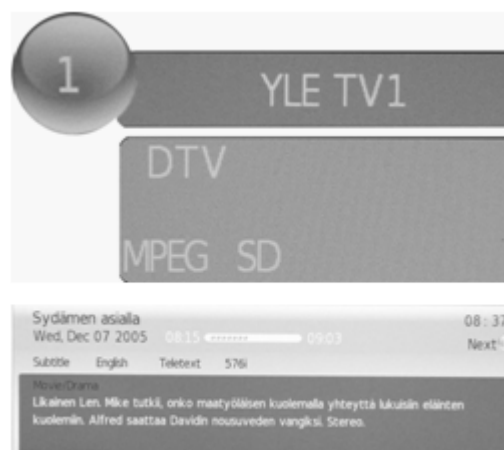 1
YLE TV1
DTV
MPEG SD
Sydämen asialla
08:37
Wed, Dec 07 2005 08:15 09:03
Next
Subtitle English Teletext 576i
Movie/Drama
Likainen Len. Mike tutkii, onko maatyöläisen kuolemalla yhteyttä lukuisiin eläinten
kuolemiin. Alfred saattaa Davidin nousuveden vangiksi. Stereo.